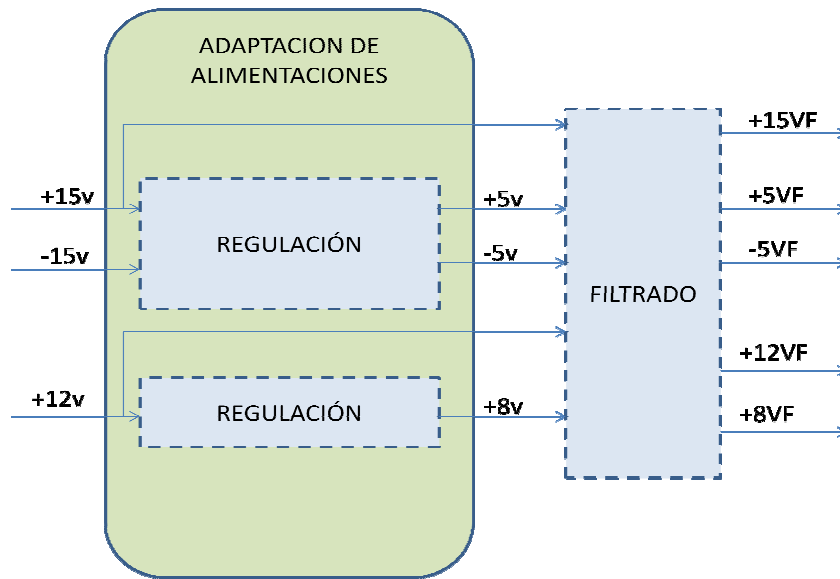 ADAPTACION DE
ALIMENTACIONES
+15VF
+15v
+5v
+5VF
REGULACIÓN
-15v
-5v
-5VF
FILTRADO
+12VF
+12v
REGULACIÓN
+8v
+8VF